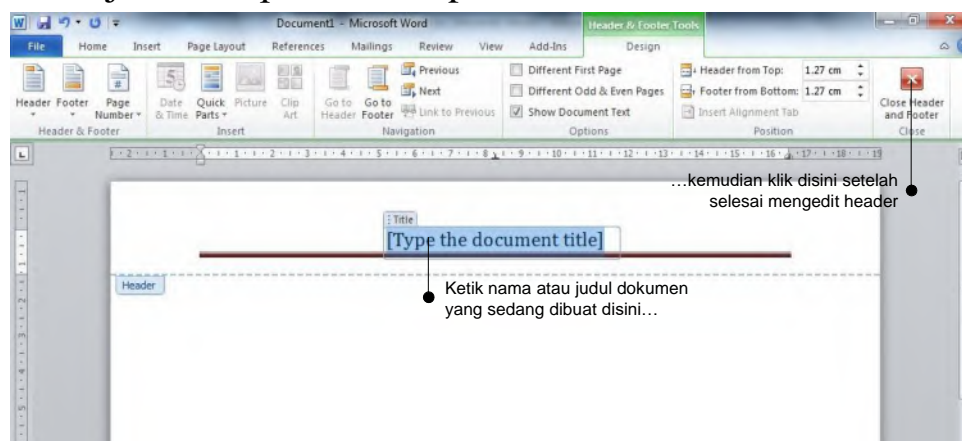 Document1 - Microsoft Word
Header & Footer Tools
File Home Insert Page Layout References Mailings Review View Add-Ins Design
Header Footer Page Number
Date & Time Quick Parts Picture Clip Art
Go to Header Go to Footer
Previous
Next
Link to Previous
Different First Page
Different Odd & Even Pages
Show Document Text
Header from Top: 1.27 cm
Footer from Bottom: 1.27 cm
Insert Alignment Tab
Close Header and Footer
Header & Footer Insert Navigation Options Position Close
…kemudian klik disini setelah
selesai mengedit header
Title
[Type the document title]
Header
Ketik nama atau judul dokumen
yang sedang dibuat disini…